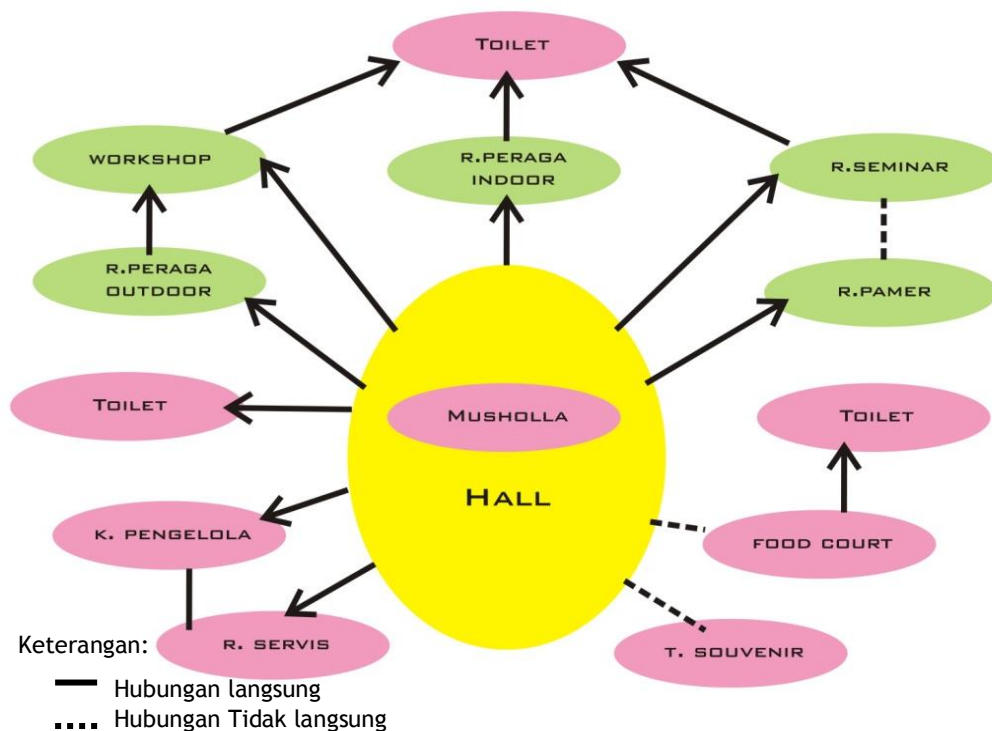 TOILET
WORKSHOP
R.PERAGA
INDOOR
R.SEMINAR
R.PERAGA
OUTDOOR
R.PAMER
TOILET
MUSHOLLA
TOILET
HALL
K. PENGELOLA
FOOD COURT
R. SERVIS
T. SOUVENIR
Keterangan:
Hubungan langsung
Hubungan Tidak langsung